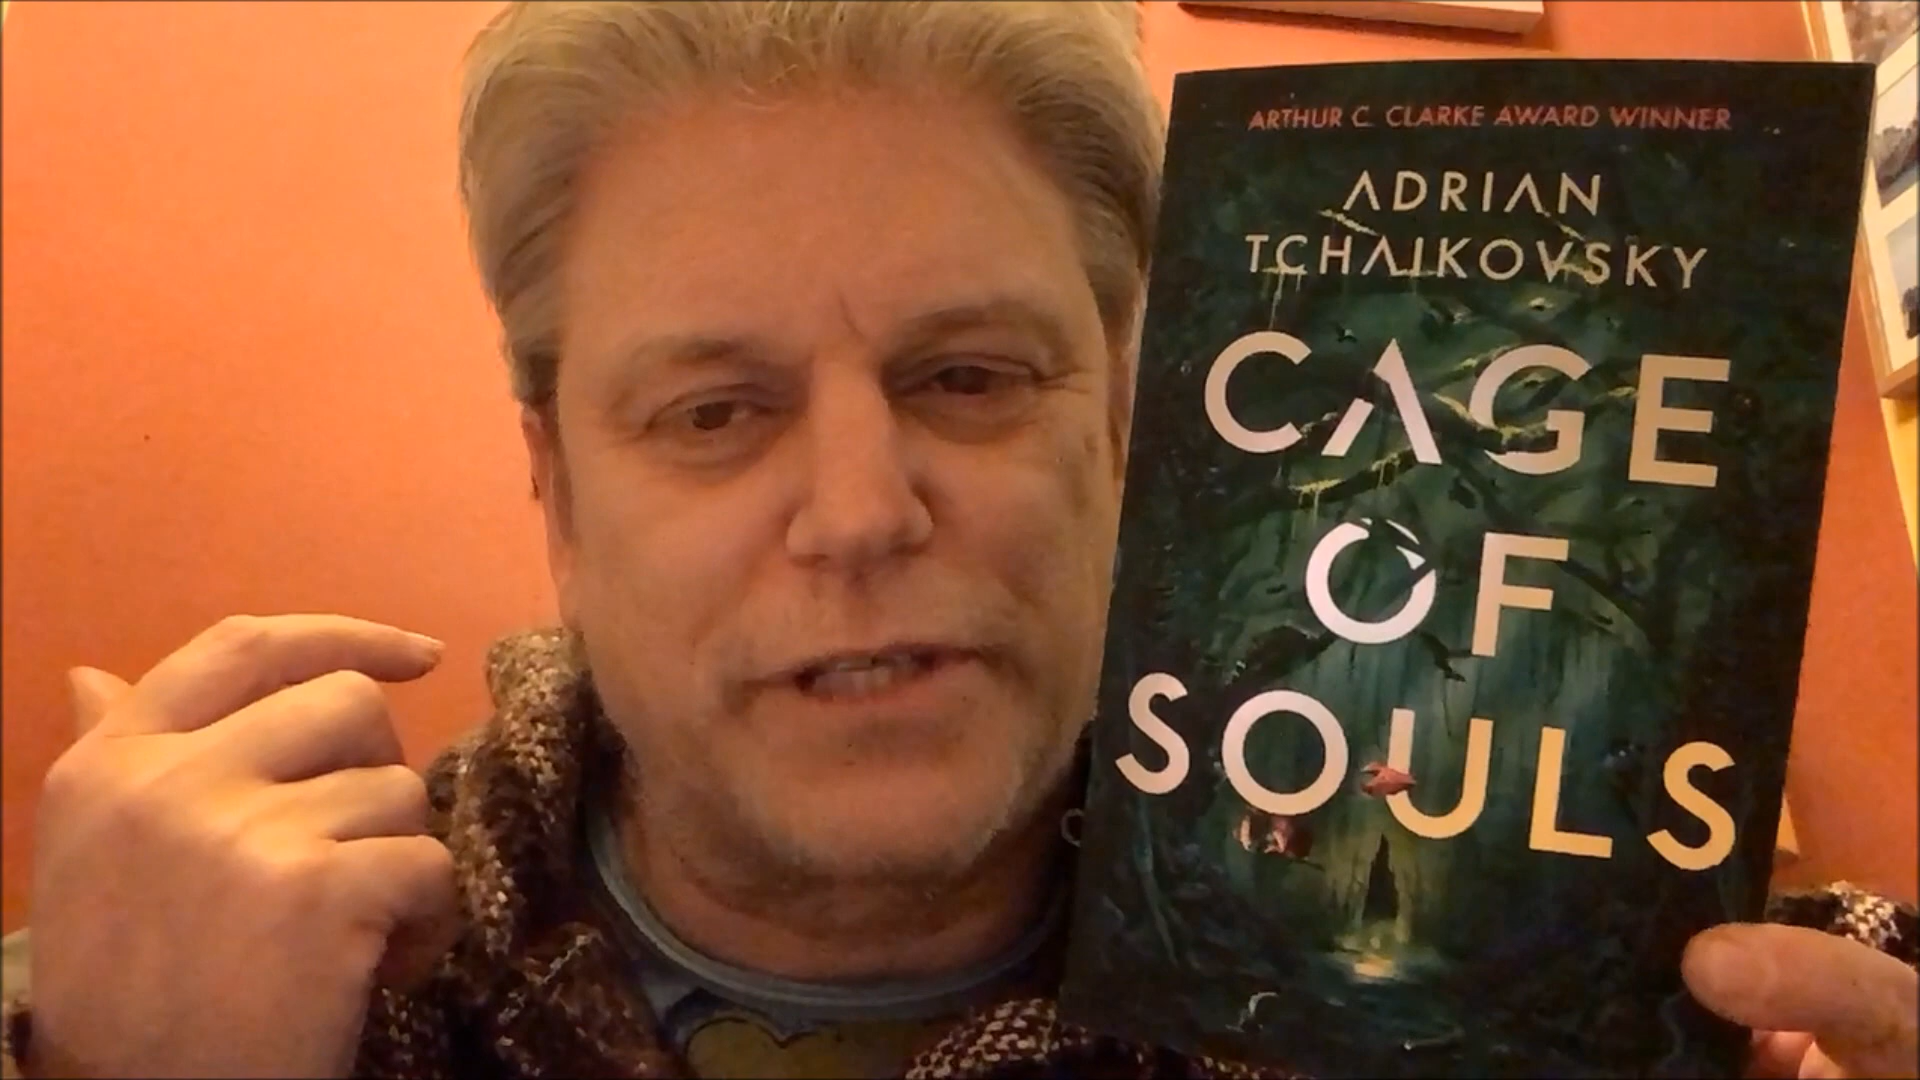 ARTHUR C. CLARKE AWARD WINNER
ADRIAN
TCHAIKOVSKY
CAGE
OF
SOULS